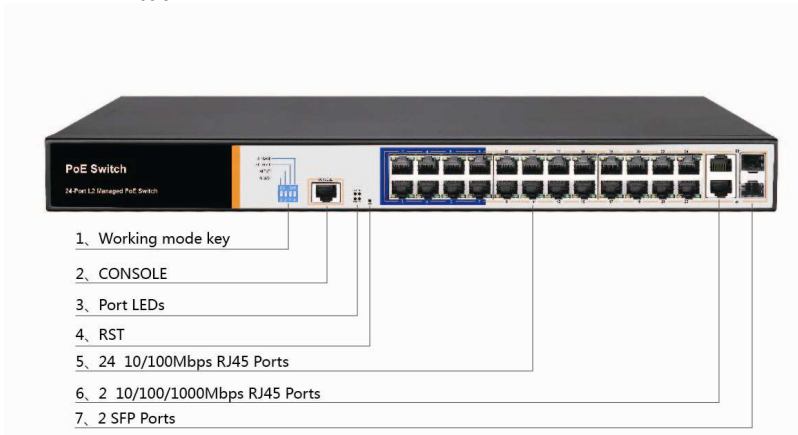 PoE Switch
24-Port L2 Managed PoE Switch
1、Working mode key
2、CONSOLE
3、Port LEDs
4、RST
5、24 10/100Mbps RJ45 Ports
6、2 10/100/1000Mbps RJ45 Ports
7、2 SFP Ports